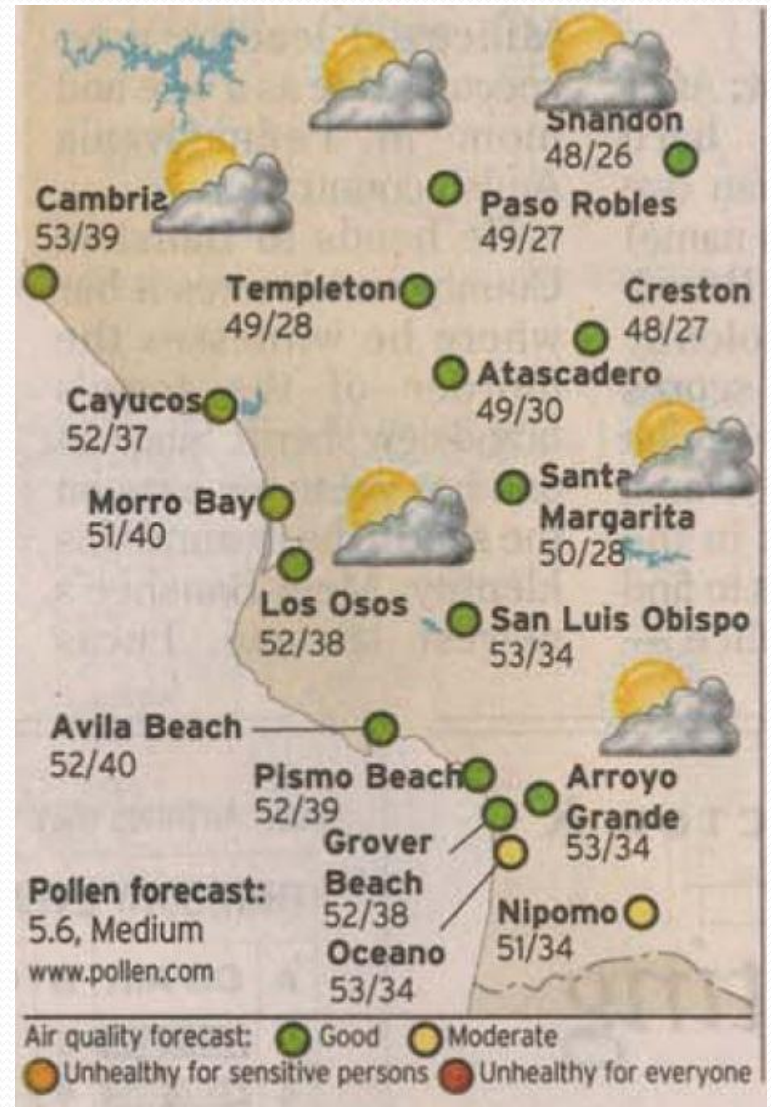 Shandon
48/26
Cambria
53/39
Paso Robles
49/27
Templeton
49/28
Creston
48/27
Atascadero
49/30
Cayucos
52/37
Santa
Margarita
50/28
Morro Bay
51/40
Los Osos
52/38
San Luis Obispo
53/34
Avila Beach
52/40
Pismo Beach
52/39
Arroyo
Grande
53/34
Grover
Beach
52/38
Nipomo
51/34
Oceano
53/34
Pollen forecast:
5.6, Medium
www.pollen.com
Air quality forecast: Good Moderate
Unhealthy for sensitive persons Unhealthy for everyone